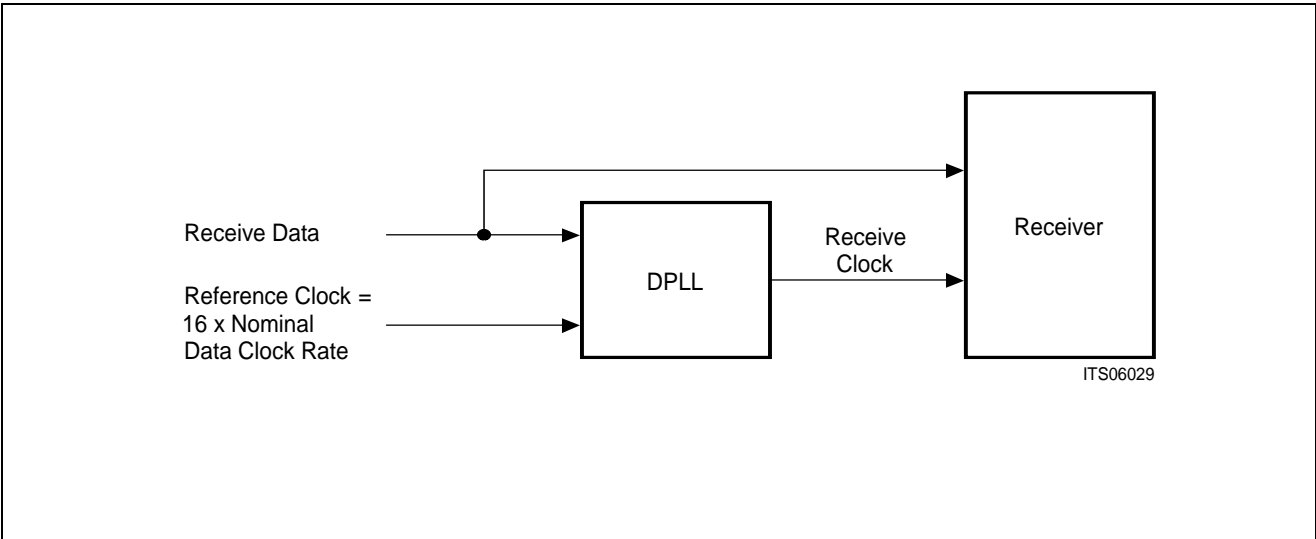 Receive Data
Reference Clock =
16 x Nominal
Data Clock Rate
DPLL
Receive
Clock
Receiver
ITS06029